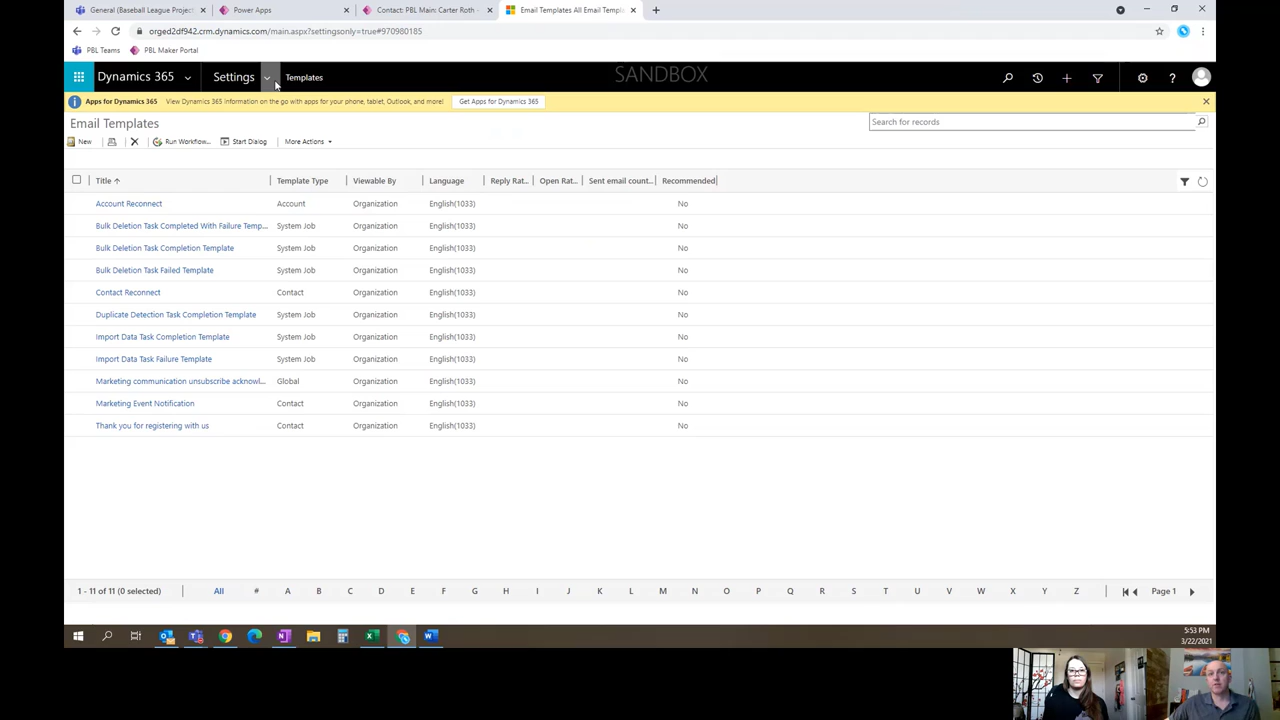 General (Baseball League Project
Power Apps
Contact: PBL Main: Carter Roth -
Email Templates All Email Templ
orged2df942.crm.dynamics.com/main.aspx?settingsonly=true#970980185
PBL Teams
PBL Maker Portal
Dynamics 365
Settings
Templates
SANDBOX
Apps for Dynamics 365
View Dynamics 365 information on the go with apps for your phone, tablet, Outlook, and more!
Get Apps for Dynamics 365
Email Templates
Search for records
New
Run Workflow...
Start Dialog
More Actions
Title Template Type Viewable By Language Reply Rat... Open Rat... Sent email count... Recommended
Account Reconnect Account Organization English(1033) No
Bulk Deletion Task Completed With Failure Temp... System Job Organization English(1033) No
Bulk Deletion Task Completion Template System Job Organization English(1033) No
Bulk Deletion Task Failed Template System Job Organization English(1033) No
Contact Reconnect Contact Organization English(1033) No
Duplicate Detection Task Completion Template System Job Organization English(1033) No
Import Data Task Completion Template System Job Organization English(1033) No
Import Data Task Failure Template System Job Organization English(1033) No
Marketing communication unsubscribe acknowl... Global Organization English(1033) No
Marketing Event Notification Contact Organization English(1033) No
Thank you for registering with us Contact Organization English(1033) No
1 - 11 of 11 (0 selected) All # A B C D E F G H I J K L M N O P Q R S T U V W X Y Z Page 1
5:53 PM
3/22/2021